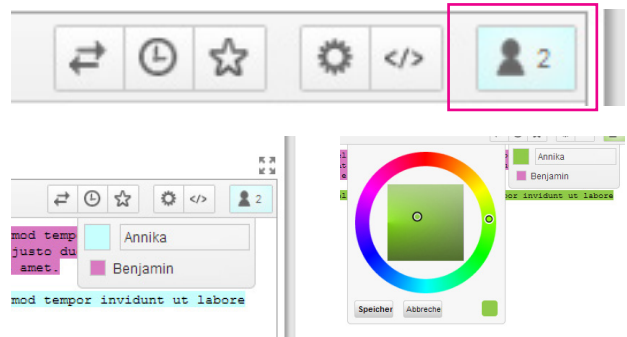 </> 2
</> 2
mod temp Annika
justo du
amet. Benjamin
mod tempor invidunt ut labore
Annika
Benjamin
or invidunt ut labore
Speicher Abbreche